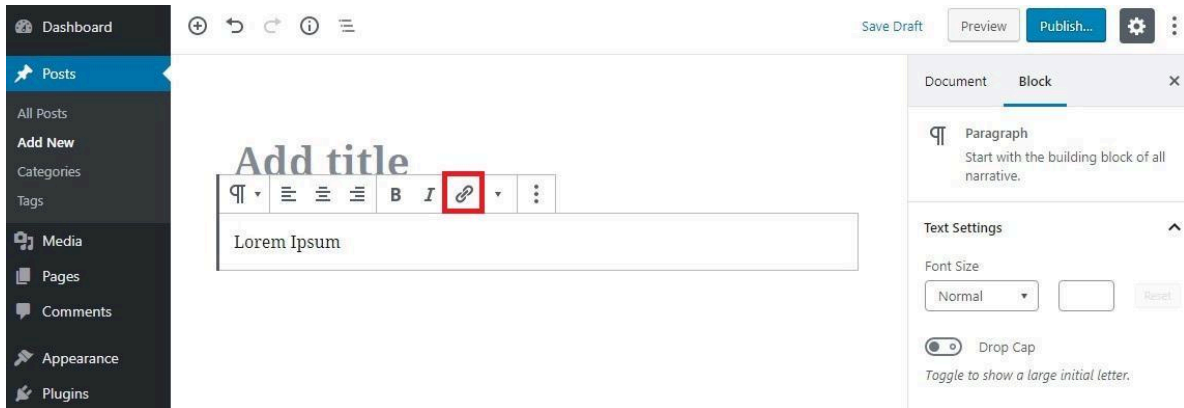 Dashboard
Posts
All Posts
Add New
Categories
Tags
Media
Pages
Comments
Appearance
Plugins
Save Draft
Preview
Publish...
Add title
B
I
Lorem Ipsum
Document
Block
Paragraph
Start with the building block of all
narrative.
Text Settings
Font Size
Normal
Reset
Drop Cap
Toggle to show a large initial letter.